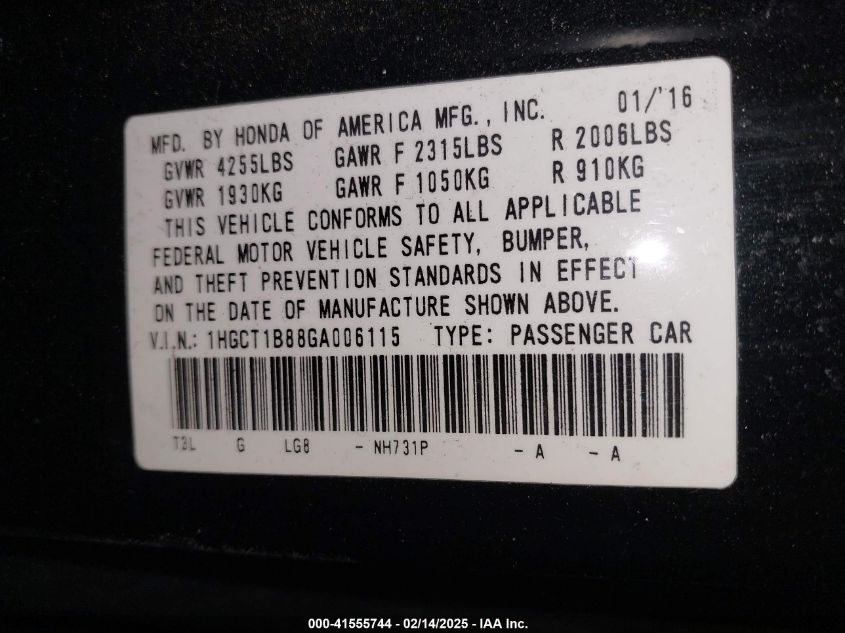 MFD. BY HONDA OF AMERICA MFG., INC. 01/'16
GVWR 4255LBS GAWR F 2315LBS R 2006LBS
GVWR 1930KG GAWR F 1050KG R 910KG
THIS VEHICLE CONFORMS TO ALL APPLICABLE
FEDERAL MOTOR VEHICLE SAFETY, BUMPER,
AND THEFT PREVENTION STANDARDS IN EFFECT
ON THE DATE OF MANUFACTURE SHOWN ABOVE.
V.I.N.: 1HGCT1B88GA006115 TYPE: PASSENGER CAR
T3L G LG8 - NH731P - A - A
000-41555744 - 02/14/2025 - IAA Inc.